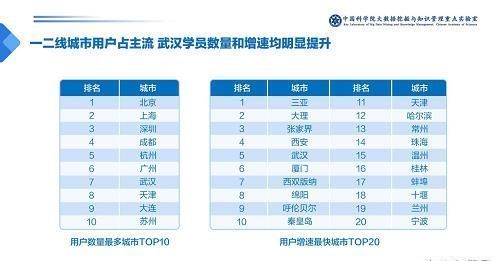 中国科学院大数据挖掘与知识管理重点实验室
Key Laboratory of Big Data Mining and Knowledge Management, Chinese Academy of Sciences
一二线城市用户占主流 武汉学员数量和增速均明显提升
排名 城市
1 北京
2 上海
3 深圳
4 成都
5 杭州
6 广州
7 武汉
8 天津
9 大连
10 苏州
用户数量最多城市TOP10
排名 城市 排名 城市
1 三亚 11 天津
2 大理 12 哈尔滨
3 张家界 13 常州
4 西安 14 珠海
5 武汉 15 温州
6 厦门 16 桂林
7 西双版纳 17 蚌埠
8 绵阳 18 十堰
9 呼伦贝尔 19 兰州
10 秦皇岛 20 宁波
用户增速最快城市TOP20